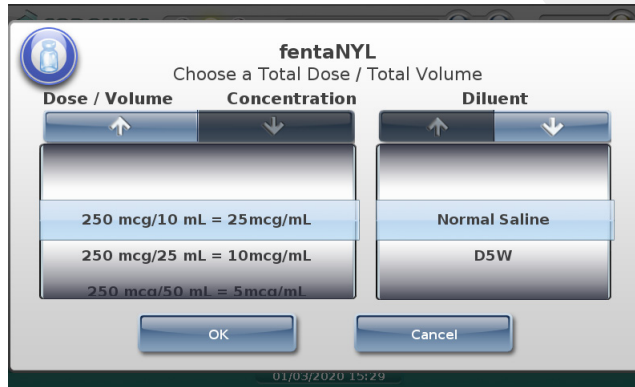 fentaNYL
Choose a Total Dose / Total Volume
Dose / Volume Concentration Diluent
250 mcg/10 mL = 25mcg/mL Normal Saline
250 mcg/25 mL = 10mcg/mL D5W
250 mcg/50 mL = 5mcg/mL
OK Cancel
01/03/2020 15:29